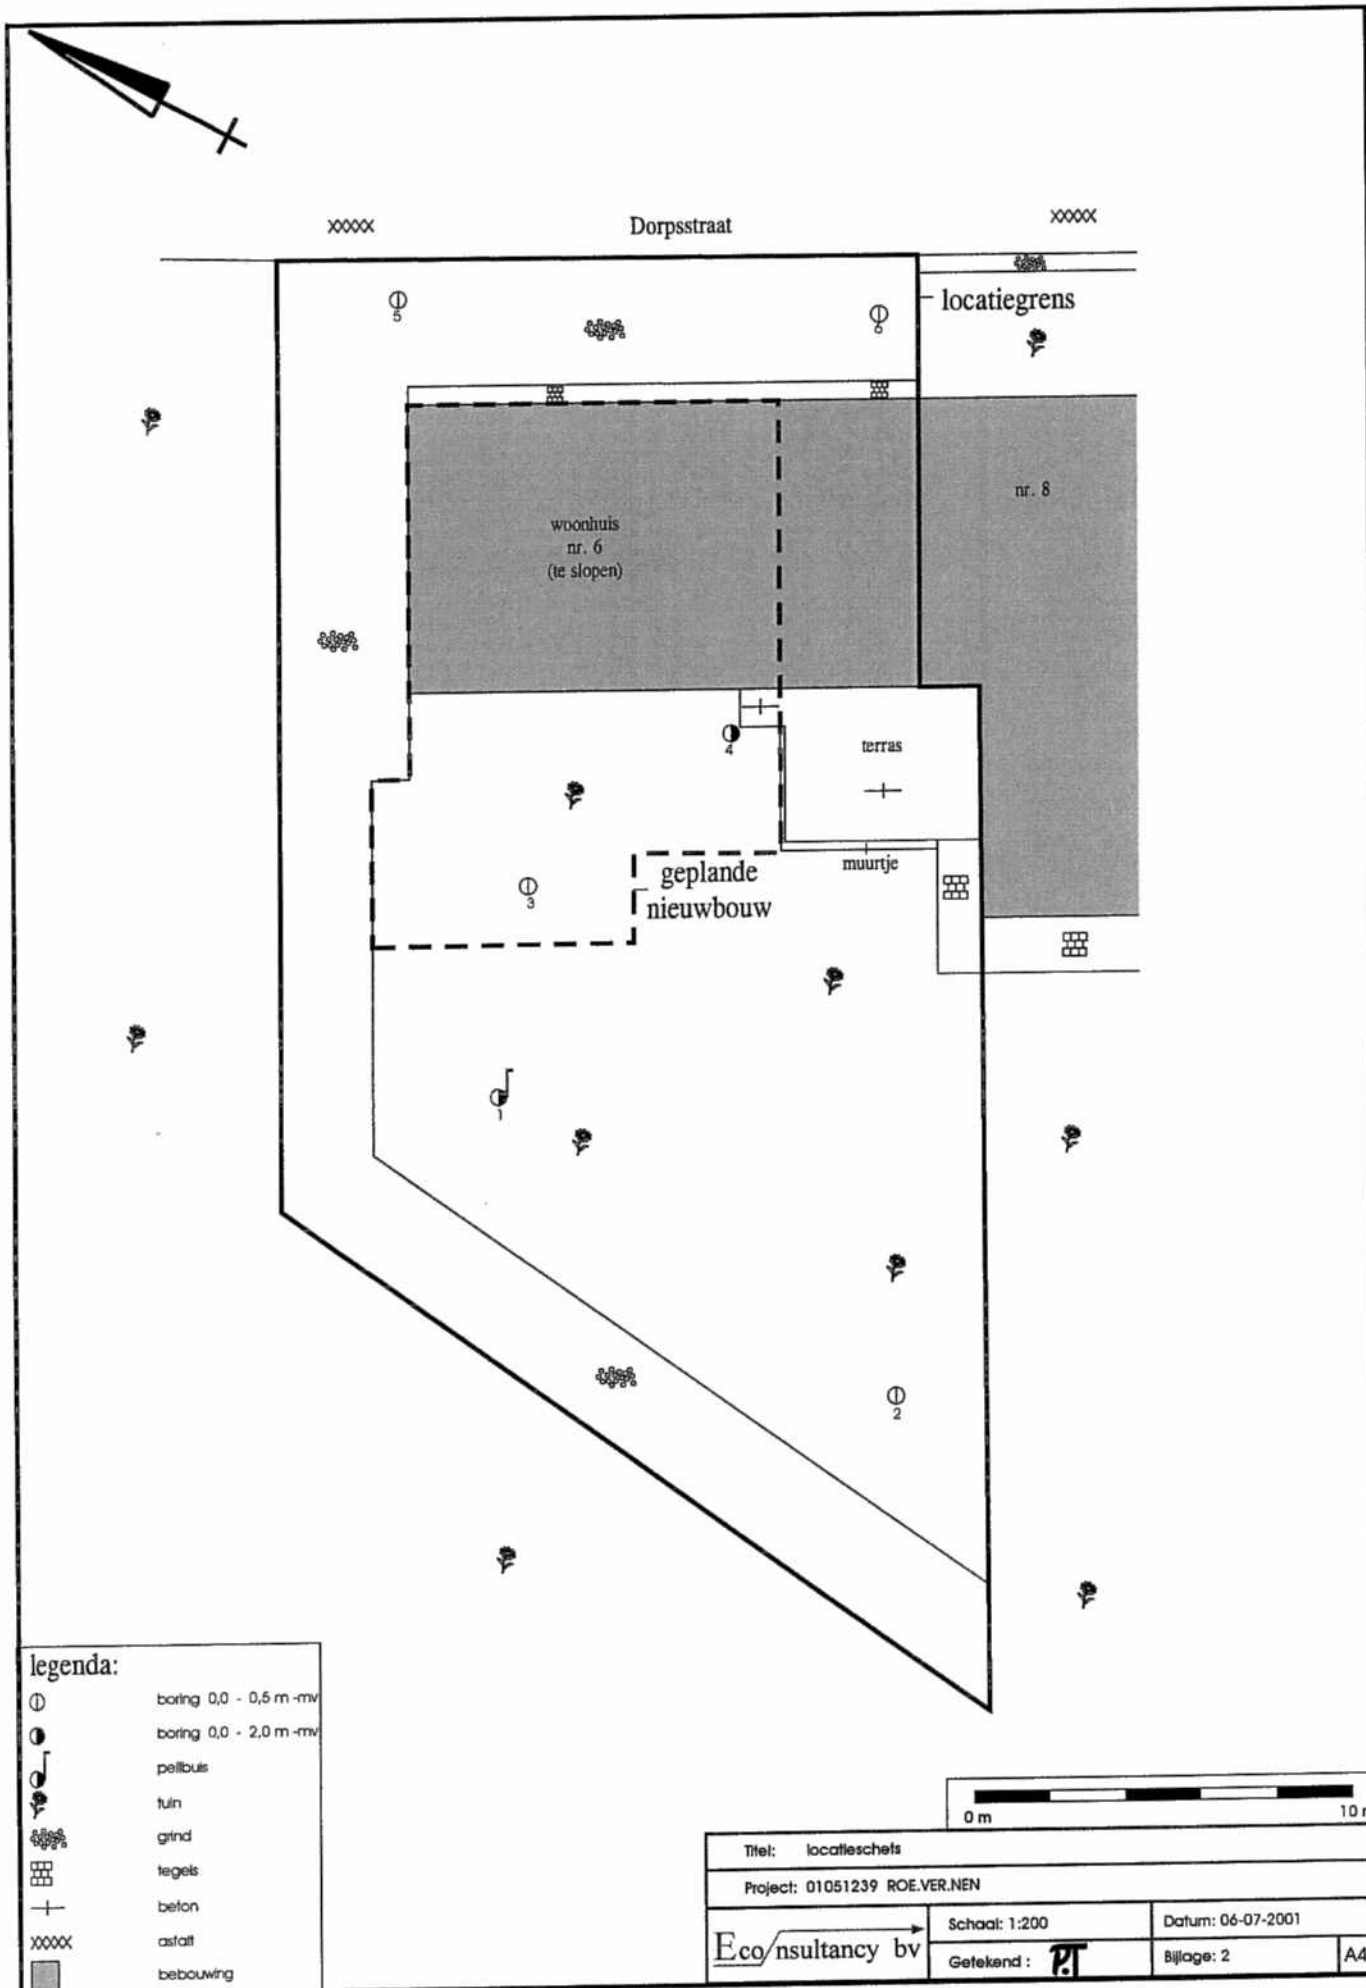 XXXXX
Dorpsstraat
XXXXX
locatiegrens
5
6
nr. 8
woonhuis
nr. 6
(te slopen)
4
terras
muurtje
geplande
nieuwbouw
3
1
2
legenda:
boring 0,0 - 0,5 m -mv
boring 0,0 - 2,0 m -mv
peilbuis
tuin
grind
tegels
beton
XXXXX asfalt
bebouwing
0 m 10 m
Titel: locatieschets
Project: 01051239 ROE.VER.NEN
Econsultancy bv
Schaal: 1:200
Datum: 06-07-2001
Getekend : P.T
Bijlage: 2
A4